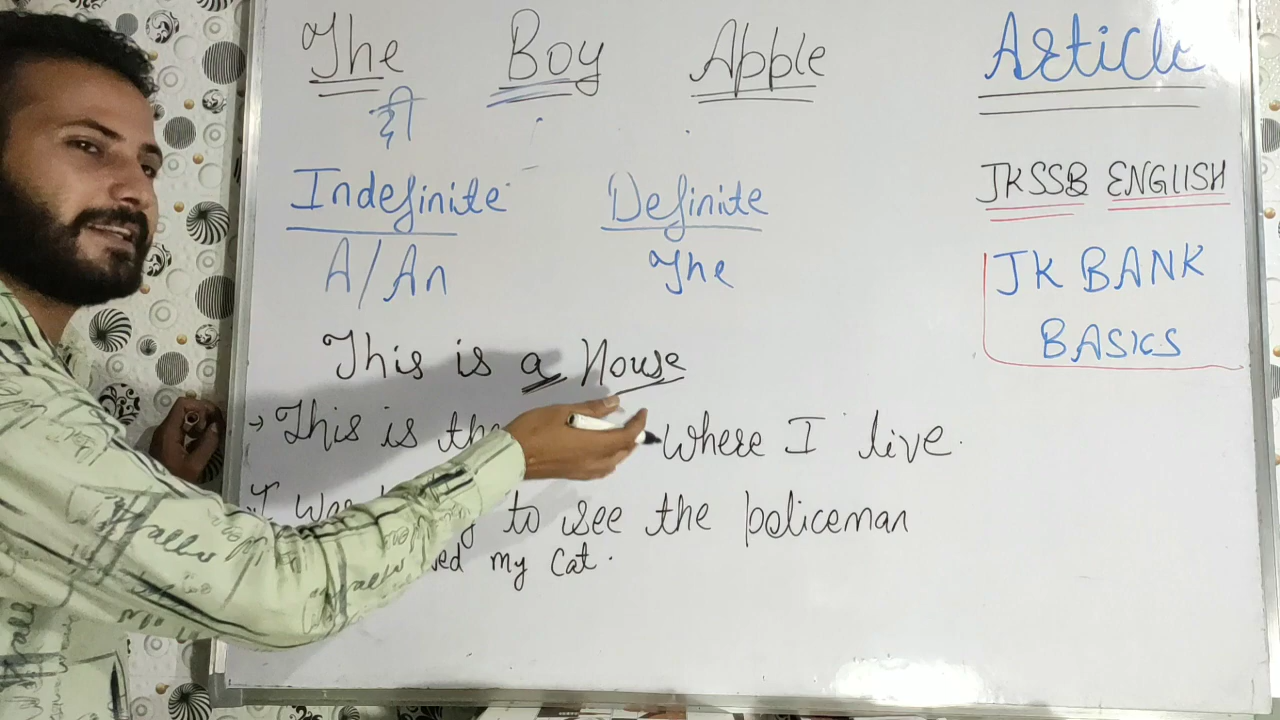 The Boy Apple Article
दी
Indefinite Definite
A/An The
JKSSB ENGLISH
JK BANK
BASICS
This is a House
→ This is the where I live.
I to see the policeman
my Cat.